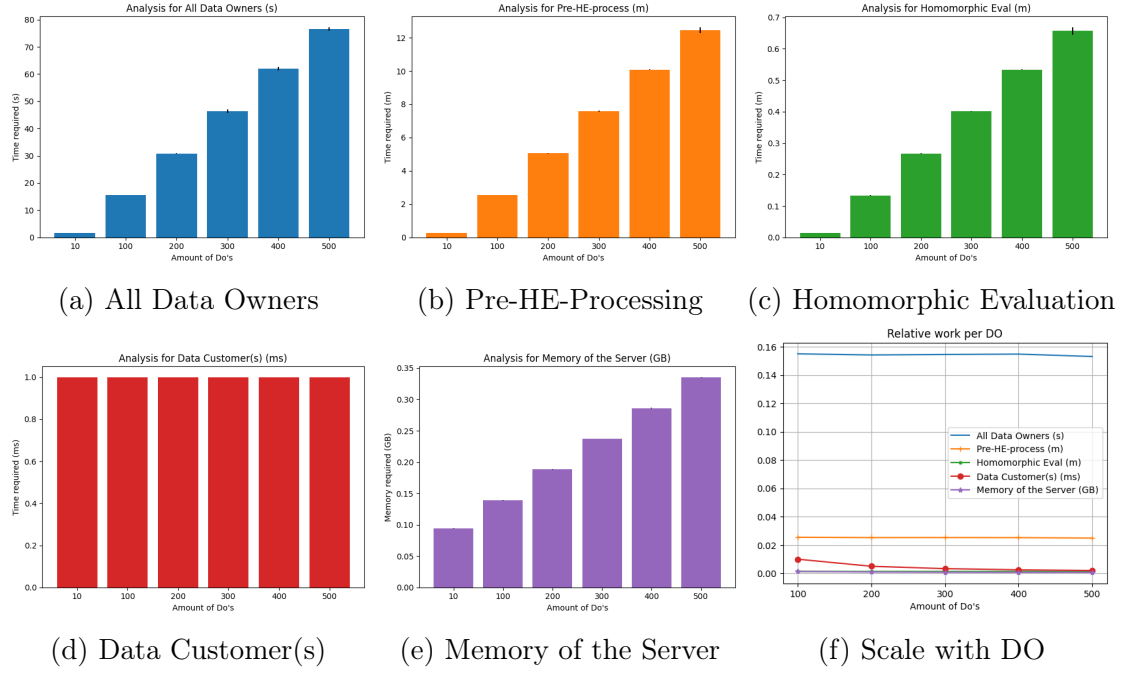 Analysis for All Data Owners (s)
80
70
60
50
40
30
20
10
0
Time required (s)
10 100 200 300 400 500
Amount of Do's
(a) All Data Owners
Analysis for Pre-HE-process (m)
12
10
8
6
4
2
0
Time required (m)
10 100 200 300 400 500
Amount of Do's
(b) Pre-HE-Processing
Analysis for Homomorphic Eval (m)
0.7
0.6
0.5
0.4
0.3
0.2
0.1
0.0
Time required (m)
10 100 200 300 400 500
Amount of Do's
(c) Homomorphic Evaluation
Analysis for Data Customer(s) (ms)
1.0
0.8
0.6
0.4
0.2
0.0
Time required (ms)
10 100 200 300 400 500
Amount of Do's
(d) Data Customer(s)
Analysis for Memory of the Server (GB)
0.35
0.30
0.25
0.20
0.15
0.10
0.05
0.00
Memory required (GB)
10 100 200 300 400 500
Amount of Do's
(e) Memory of the Server
Relative work per DO
0.16
0.14
0.12
0.10
0.08
0.06
0.04
0.02
0.00
All Data Owners (s)
Pre-HE-process (m)
Homomorphic Eval (m)
Data Customer(s) (ms)
Memory of the Server (GB)
100 200 300 400 500
Amount of Do's
(f) Scale with DO